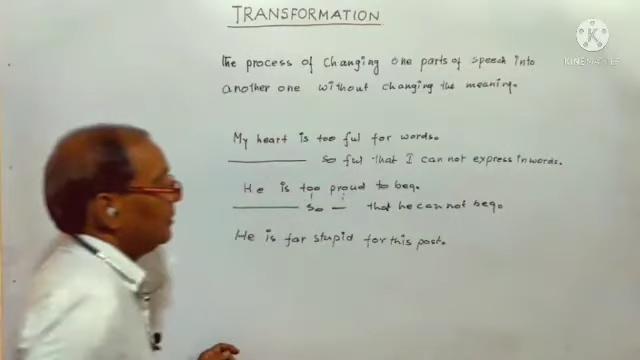 TRANSFORMATION
The process of changing one parts of speech into
another one without changing the meaning.
My heart is too ful for words.
so ful that I can not express in words.
He is too proud to beg.
so — that he can not beg.
He is far stupid for this post.
K
KINEMASTER